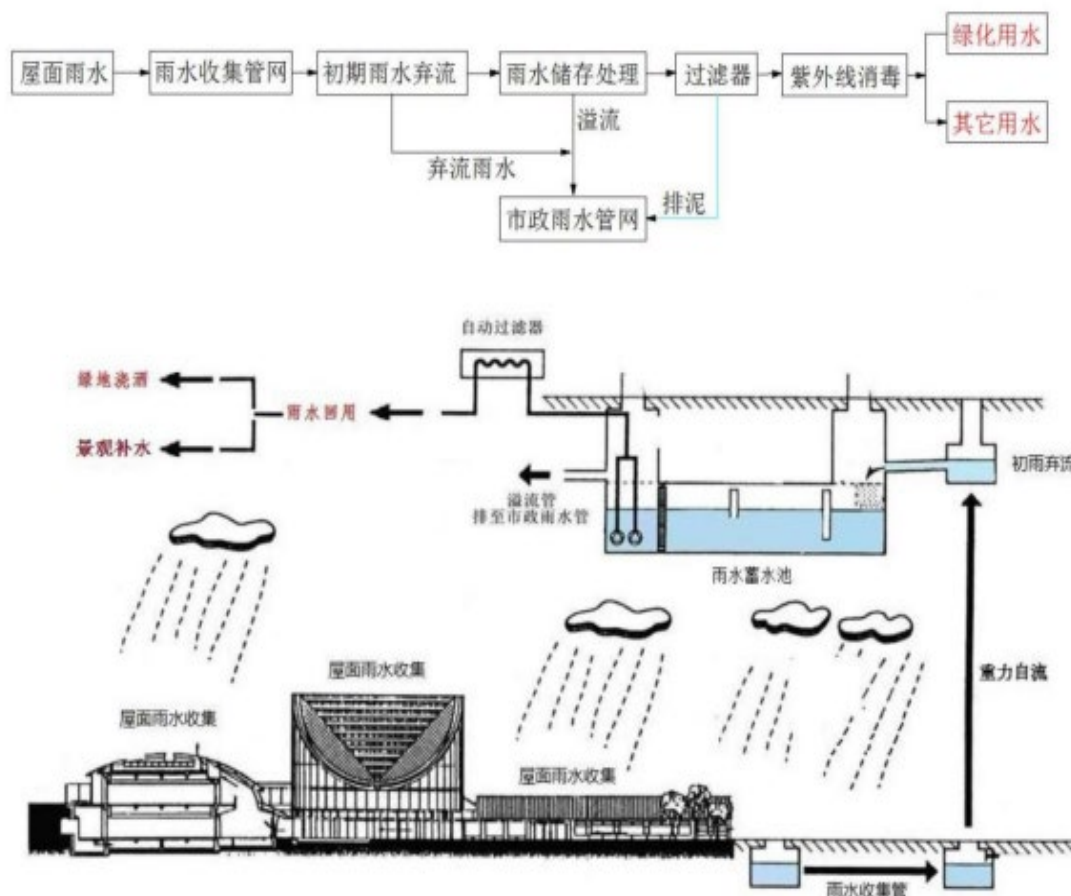 屋面雨水
雨水收集管网
初期雨水弃流
雨水储存处理
过滤器
紫外线消毒
绿化用水
其它用水
溢流
弃流雨水
排泥
市政雨水管网
自动过滤器
绿地浇洒
雨水回用
景观补水
溢流管
排至市政雨水管
初雨弃流
雨水蓄水池
屋面雨水收集
屋面雨水收集
重力自流
屋面雨水收集
雨水收集管